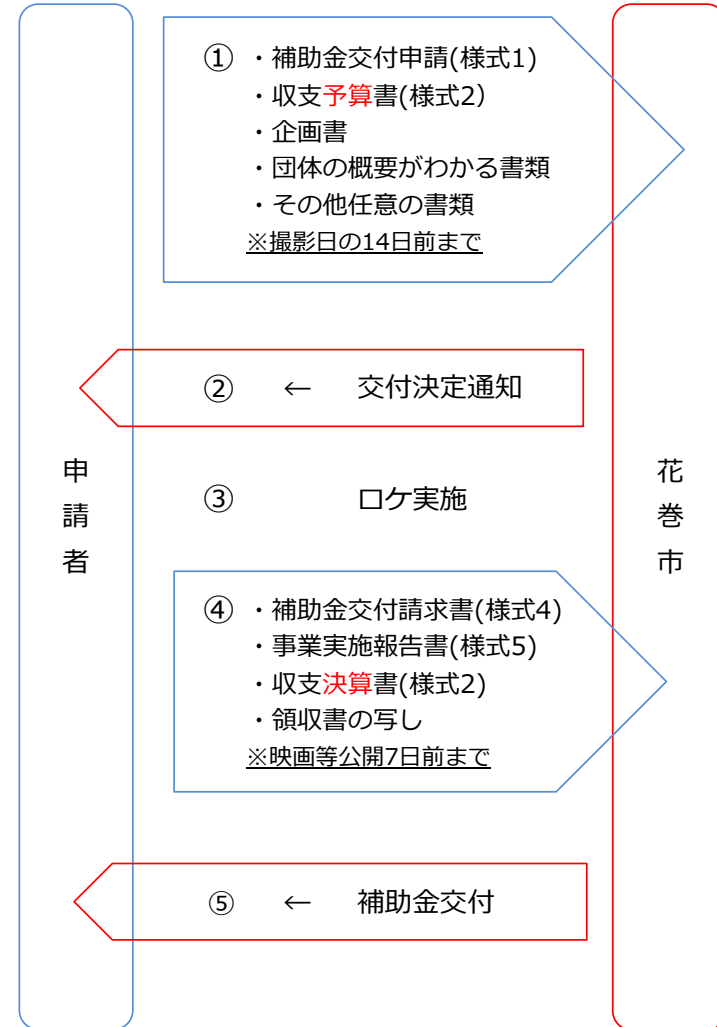 ① ・補助金交付申請(様式1)
・収支予算書(様式2)
・企画書
・団体の概要がわかる書類
・その他任意の書類
※撮影日の14日前まで
② ← 交付決定通知
申請者
③ ロケ実施
花巻市
④ ・補助金交付請求書(様式4)
・事業実施報告書(様式5)
・収支決算書(様式2)
・領収書の写し
※映画等公開7日前まで
⑤ ← 補助金交付